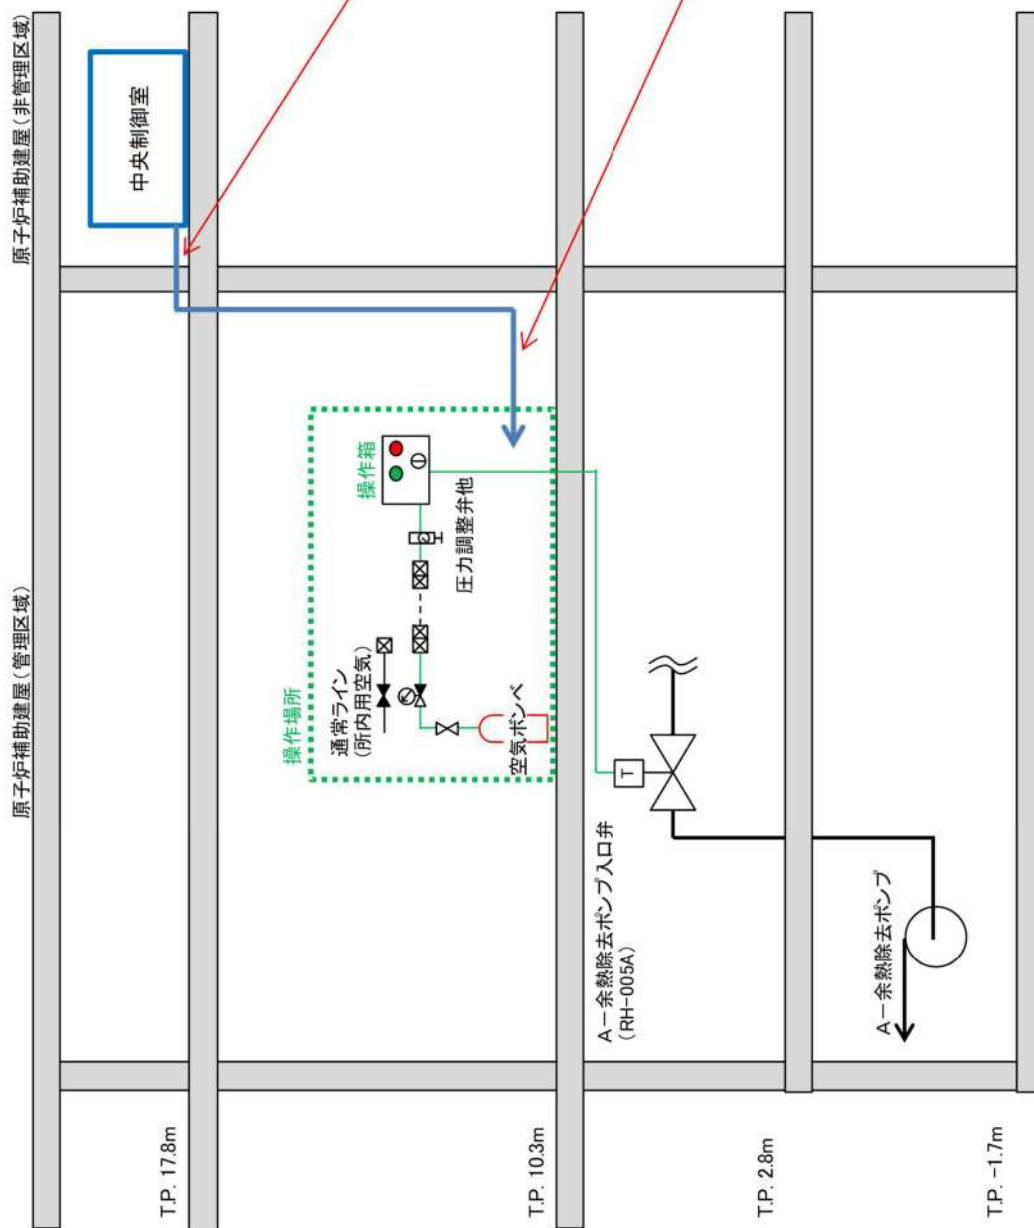 原子炉補助建屋（管理区域）
原子炉補助建屋（非管理区域）
中央制御室
T.P. 17.8m
操作場所
操作箱
通常ライン
（所内用空気）
圧力調整弁他
空気ボンベ
T.P. 10.3m
A－余熱除去ポンプ入口弁
（RH-005A）
T
T.P. 2.8m
A－余熱除去ポンプ
T.P. -1.7m